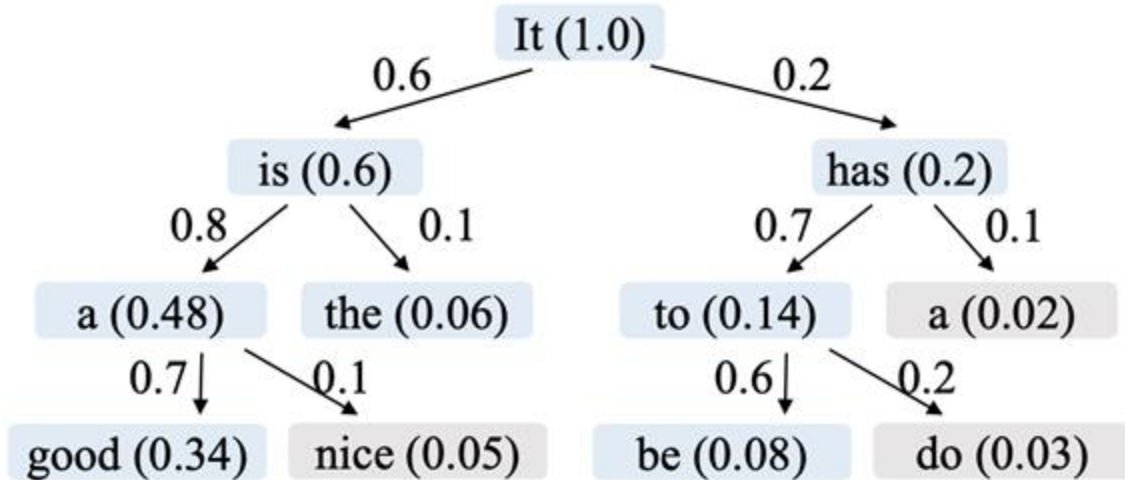 It (1.0)
0.6 0.2
is (0.6) has (0.2)
0.8 0.1 0.7 0.1
a (0.48) the (0.06) to (0.14) a (0.02)
0.7 0.1 0.6 0.2
good (0.34) nice (0.05) be (0.08) do (0.03)